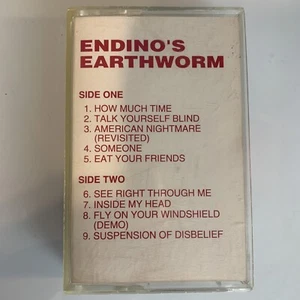 ENDINO'S
EARTHWORM
SIDE ONE
1. HOW MUCH TIME
2. TALK YOURSELF BLIND
3. AMERICAN NIGHTMARE
(REVISITED)
4. SOMEONE
5. EAT YOUR FRIENDS
SIDE TWO
6. SEE RIGHT THROUGH ME
7. INSIDE MY HEAD
8. FLY ON YOUR WINDSHIELD
(DEMO)
9. SUSPENSION OF DISBELIEF